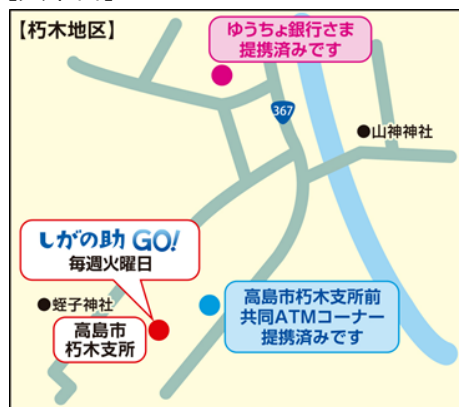 【朽木地区】
ゆうちょ銀行さま
提携済みです
367
●山神神社
しがの助 GO!
毎週火曜日
●蛭子神社
高島市
朽木支所
高島市朽木支所前
共同ATMコーナー
提携済みです